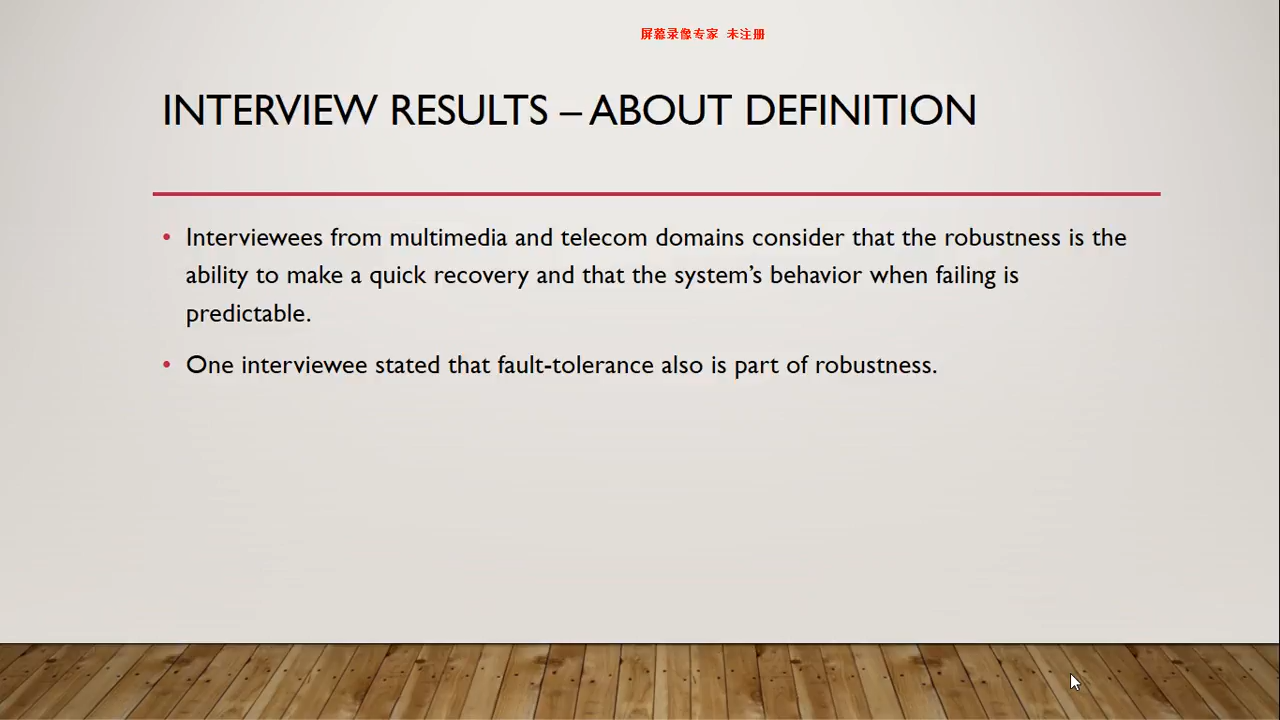 屏幕录像专家 未注册
INTERVIEW RESULTS – ABOUT DEFINITION
• Interviewees from multimedia and telecom domains consider that the robustness is the
ability to make a quick recovery and that the system’s behavior when failing is
predictable.
• One interviewee stated that fault-tolerance also is part of robustness.